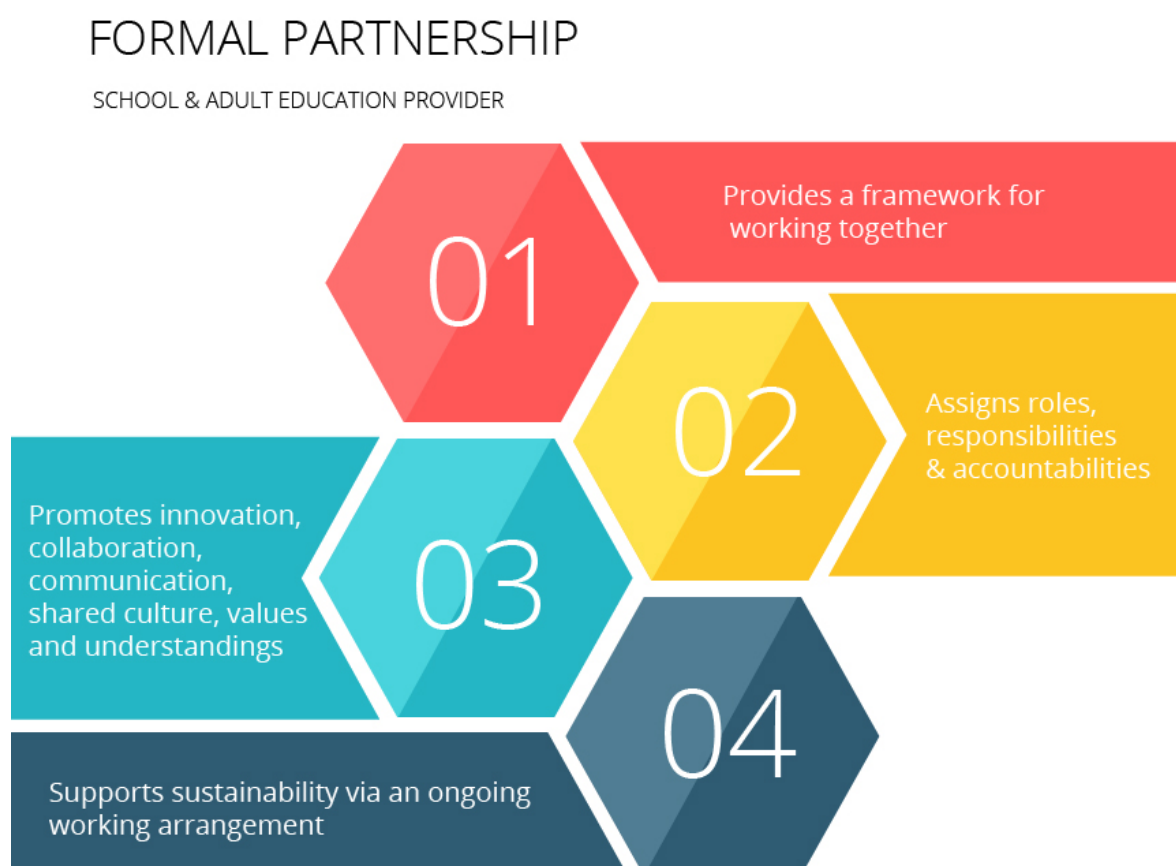 FORMAL PARTNERSHIP
SCHOOL & ADULT EDUCATION PROVIDER
01
Provides a framework for
working together
02
Assigns roles,
responsibilities
& accountabilities
03
Promotes innovation,
collaboration,
communication,
shared culture, values
and understandings
04
Supports sustainability via an ongoing
working arrangement